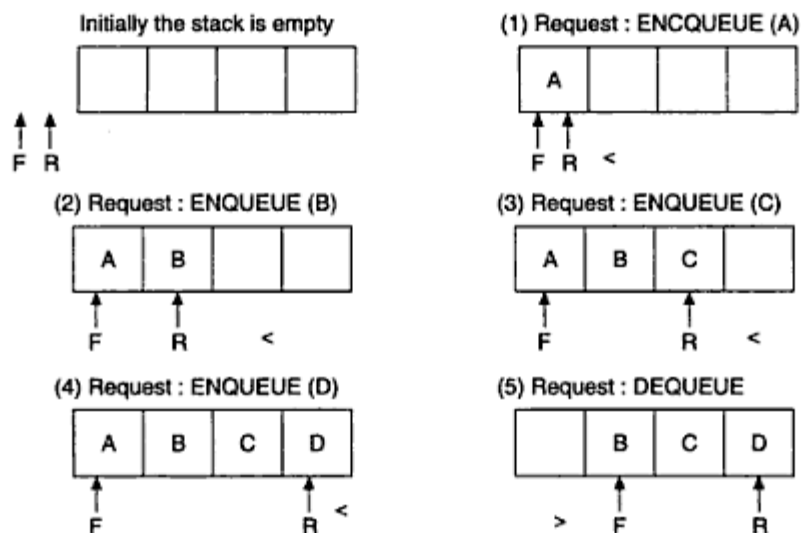 Initially the stack is empty
F R
(1) Request : ENCQUEUE (A)
A
F R <
(2) Request : ENQUEUE (B)
A B
F R <
(3) Request : ENQUEUE (C)
A B C
F R <
(4) Request : ENQUEUE (D)
A B C D
F R <
(5) Request : DEQUEUE
B C D
> F R